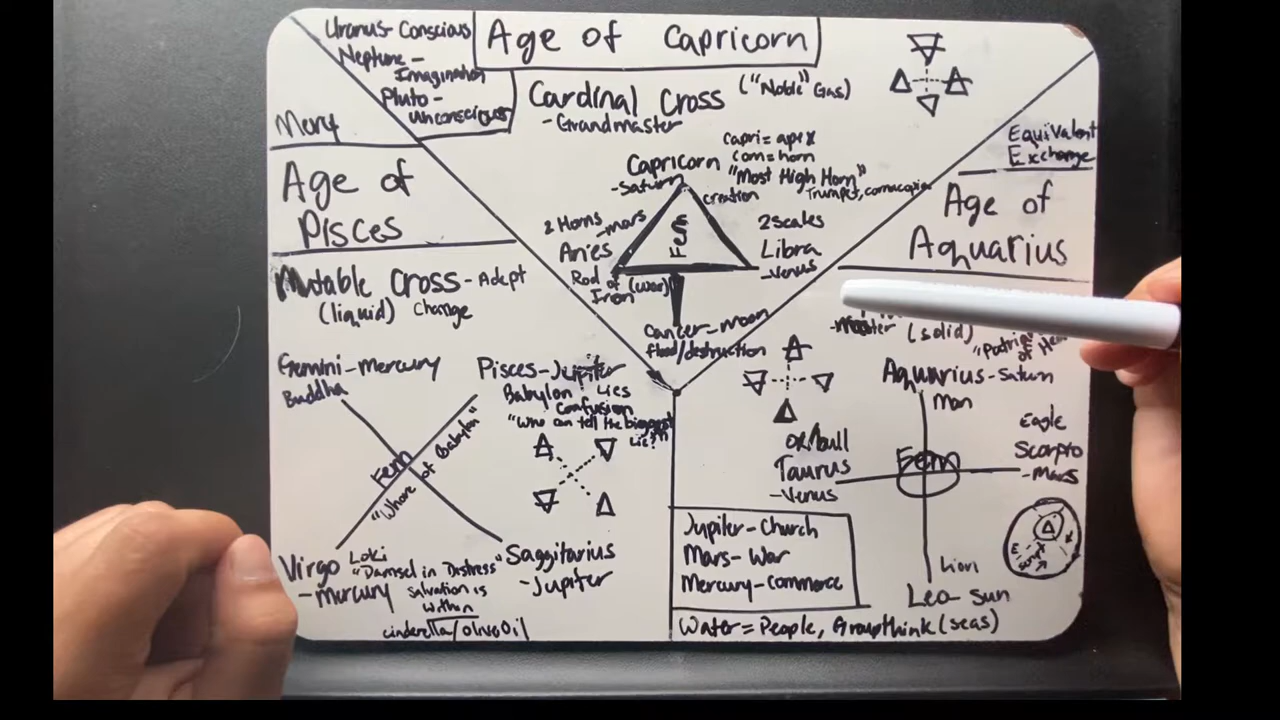 Uranus-Conscious
Neptune-
Imagination
Pluto-
Unconscious
Age of Capricorn
Cardinal Cross
("Noble" Gas)
-Grandmaster
Capricorn
-Saturn
capri=apex
corn=horn
"Most High Horn"
Trumpet, cornacopia
creation
2 Horns
-mars
Aries
Rod of
Iron
(war)
2 scales
Libra
-Venus
Cancer-moon
flood/destruction
Equivalent
Exchange
Age of
Pisces
Mutable Cross-Adept
(liquid) Change
Gemini-Mercury
Buddha
Pisces-Jupiter
Babylon Lies
Confusion
"Who can tell the biggest
Lie?"
Fem
"Whore of Babylon"
Virgo
-Mercury
Loki
"Damsel in Distress"
Salvation is
within
cinderella/Olive Oil
Saggitarius
-Jupiter
Age of
Aquarius
-Master
(solid)
Aquarius-Saturn
Man
Eagle
Scorpio
-Mars
ox/bull
Taurus
-Venus
Lion
Leo-Sun
Jupiter-Church
Mars-War
Mercury-commerce
Water=People, Groupthink (seas)